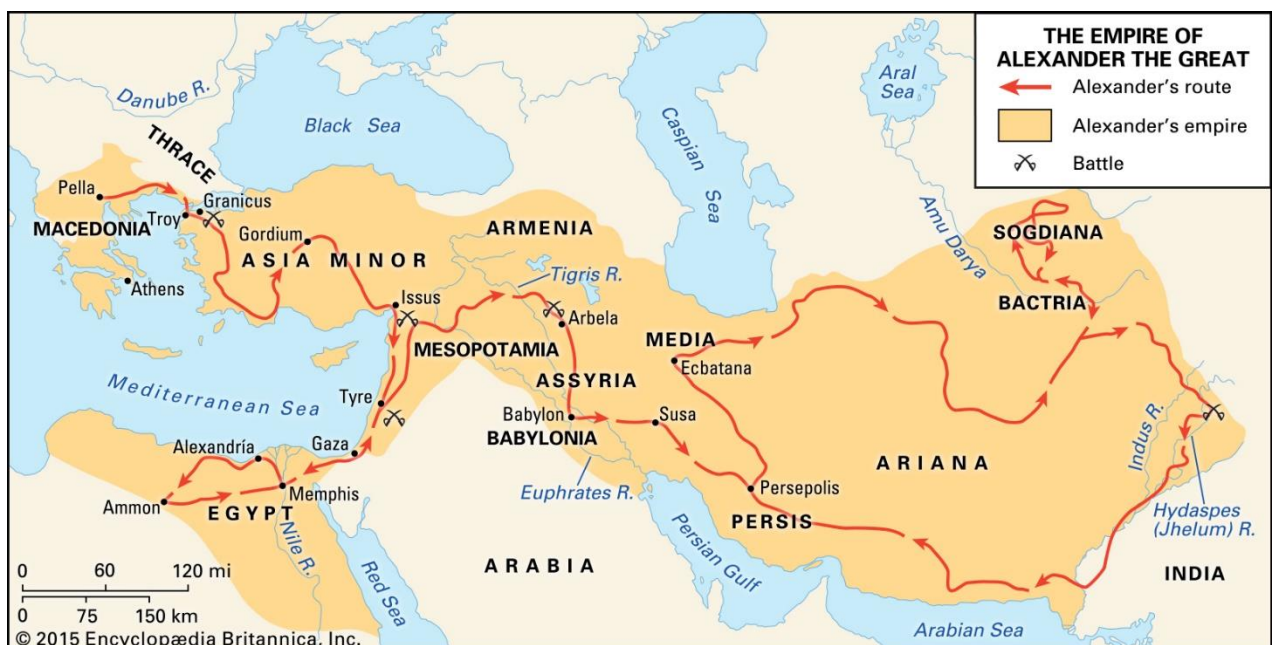 THE EMPIRE OF
ALEXANDER THE GREAT
Alexander's route
Alexander's empire
Battle
Aral
Sea
Danube R.
Black Sea
Caspian
Sea
THRACE
Pella
Granicus
MACEDONIA
Troy
Gordium
ARMENIA
SOGDIANA
Amu Darya
ASIA MINOR
Athens
Tigris R.
BACTRIA
Issus
Arbela
MESOPOTAMIA
MEDIA
Ecbatana
ASSYRIA
Mediterranean Sea
Tyre
Babylon
Susa
BABYLONIA
Indus R.
Alexandría
Gaza
ARIANA
Euphrates R.
Persepolis
Memphis
Ammon
EGYPT
PERSIS
Hydaspes
(Jhelum) R.
Nile R.
Persian Gulf
ARABIA
INDIA
Red Sea
Arabian Sea
0 60 120 mi
0 75 150 km
© 2015 Encyclopædia Britannica, Inc.